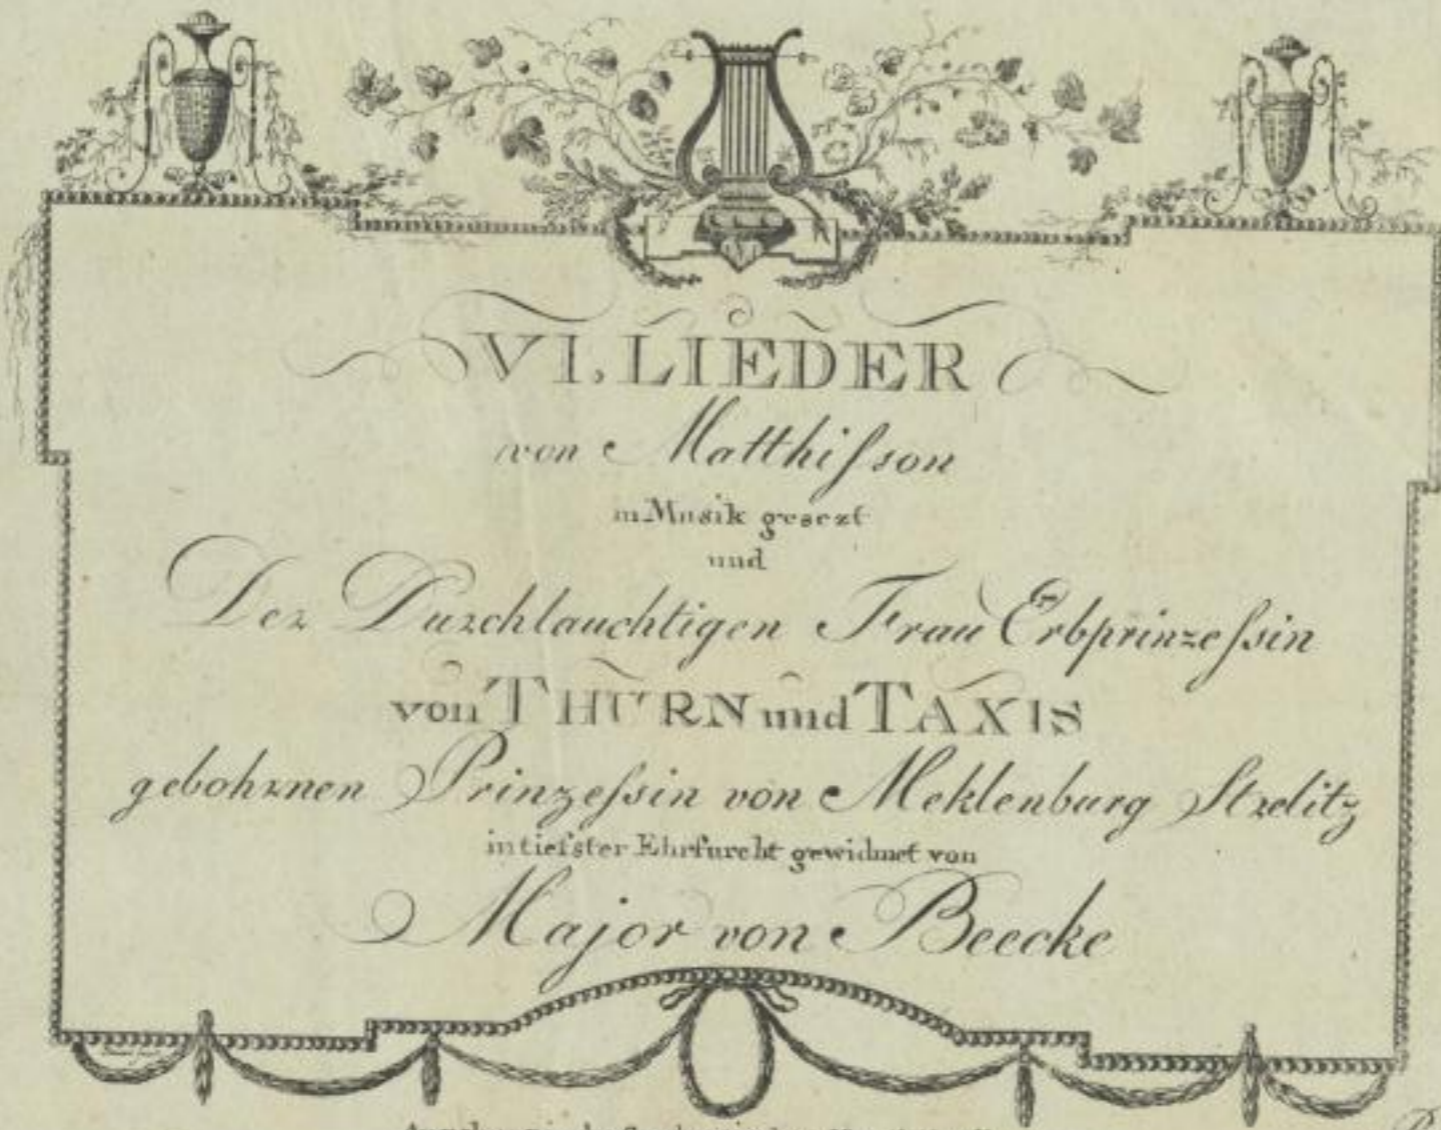 VI. LIEDER
von Matthiſson
in Musik gesezt
und
Der Durchlauchtigen Frau Erbprinzeſsin
von THURN und TAXIS
gebohrnen Prinzeſsin von Meklenburg Strelitz
in tiefster Ehrfurcht gewidmet von
Major von Beecke